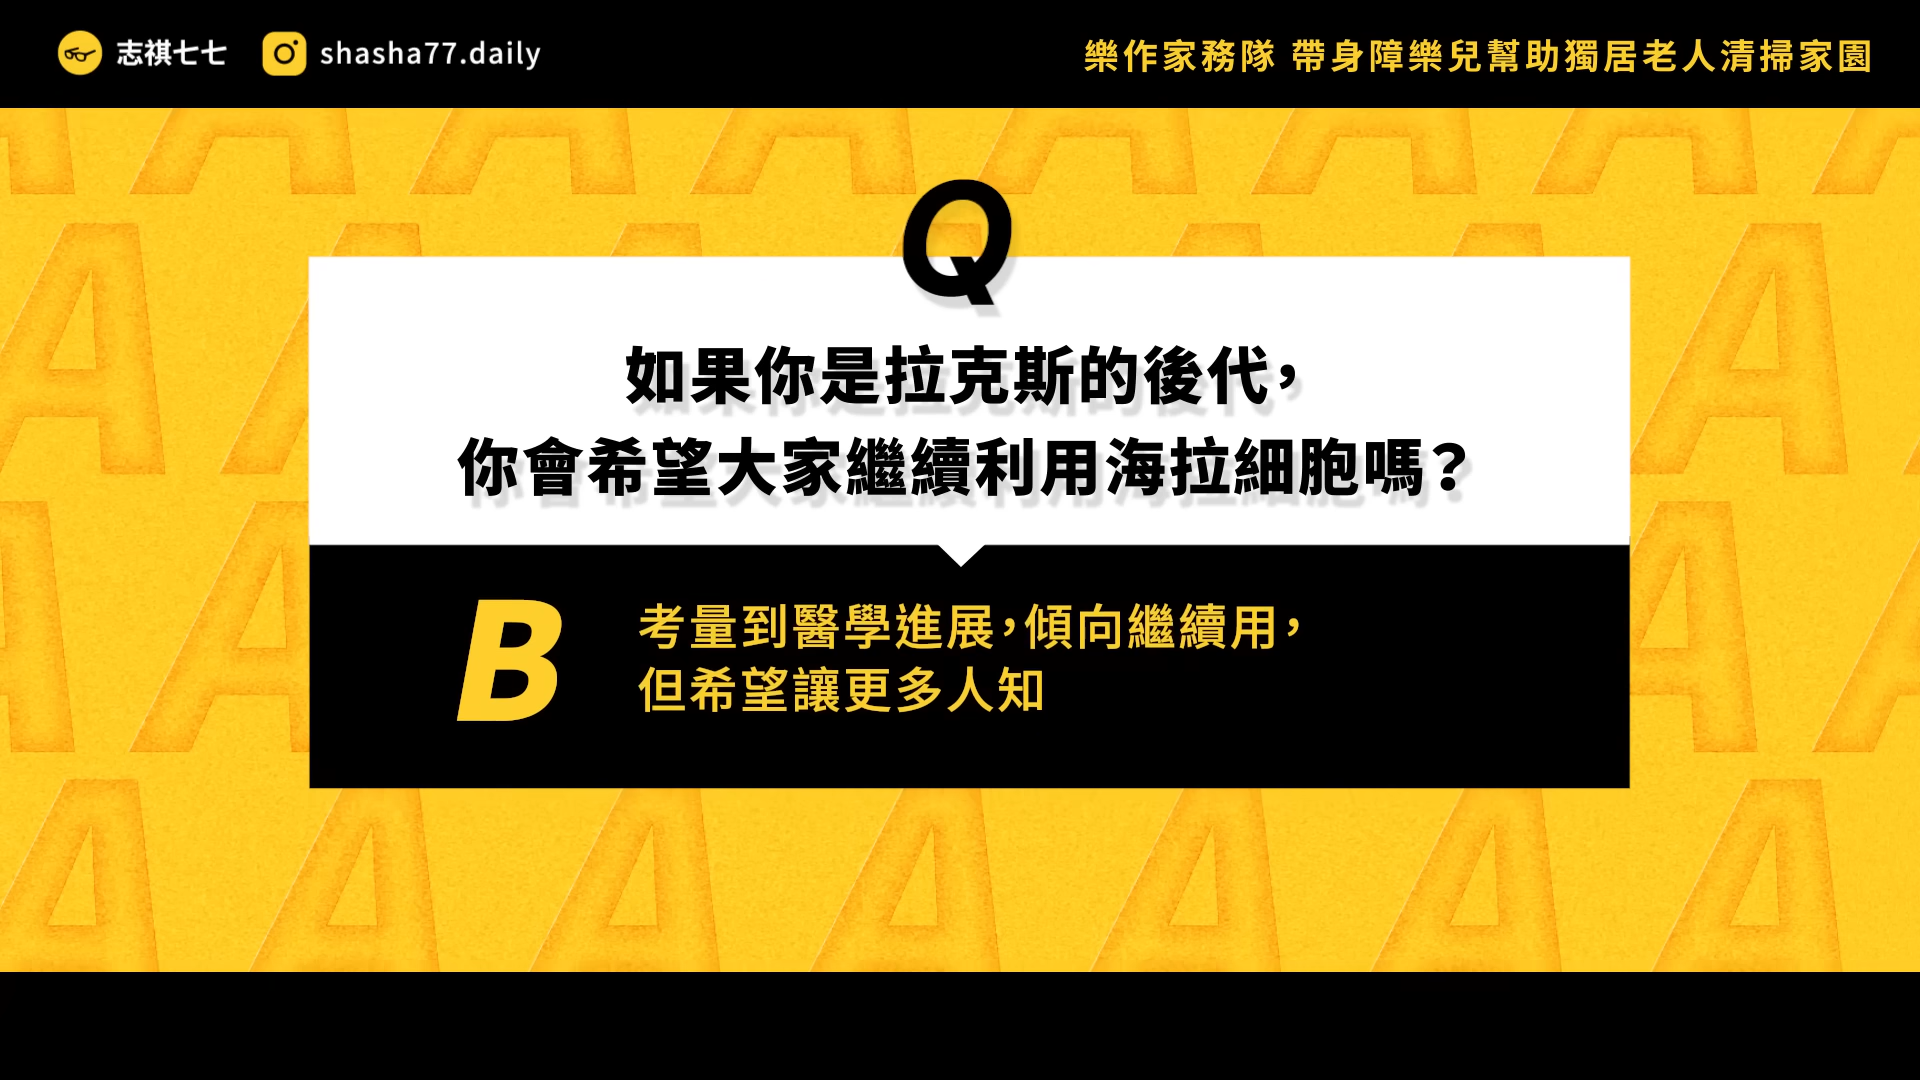 志祺七七 shasha77.daily
樂作家務隊 帶身障樂兒幫助獨居老人清掃家園
Q
如果你是拉克斯的後代，
你會希望大家繼續利用海拉細胞嗎？
B
考量到醫學進展，傾向繼續用，
但希望讓更多人知